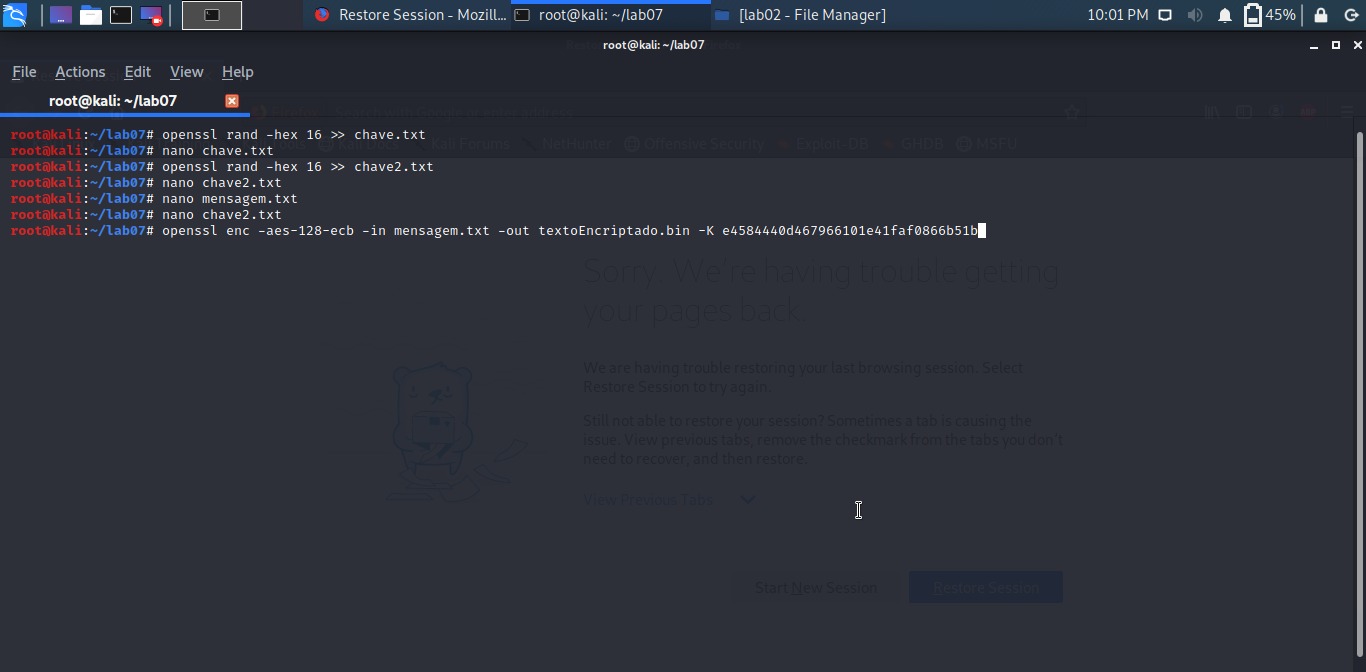 Restore Session - Mozill...
root@kali: ~/lab07
[lab02 - File Manager]
10:01 PM
45%
root@kali: ~/lab07
File Actions Edit View Help
root@kali: ~/lab07
Kali Docs Kali Forums NetHunter Offensive Security Exploit-DB GHDB MSFU
root@kali:~/lab07# openssl rand -hex 16 >> chave.txt
root@kali:~/lab07# nano chave.txt
root@kali:~/lab07# openssl rand -hex 16 >> chave2.txt
root@kali:~/lab07# nano chave2.txt
root@kali:~/lab07# nano mensagem.txt
root@kali:~/lab07# nano chave2.txt
root@kali:~/lab07# openssl enc -aes-128-ecb -in mensagem.txt -out textoEncriptado.bin -K e4584440d467966101e41faf0866b51b
Sorry. We're having trouble getting
your pages back.
We are having trouble restoring your last browsing session. Select
Restore Session to try again.
Still not able to restore your session? Sometimes a tab is causing the
issue. View previous tabs, remove the checkmark from the tabs you don't
need to recover, and then restore.
View Previous Tabs
Start New Session
Restore Session